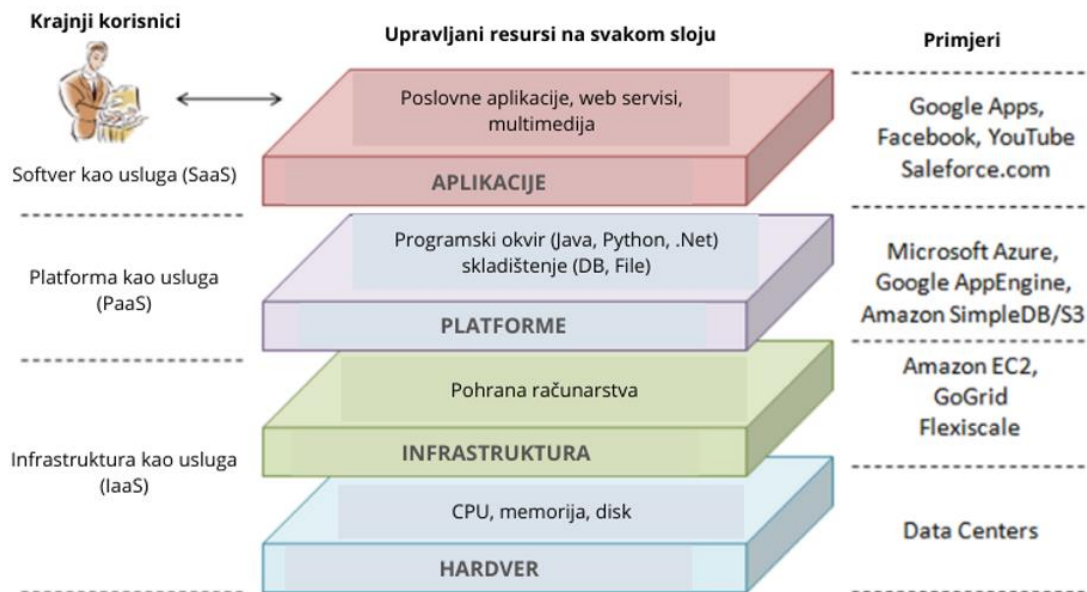 Krajnji korisnici
Upravljani resursi na svakom sloju
Primjeri
Poslovne aplikacije, web servisi,
multimedija
APLIKACIJE
Softver kao usluga (SaaS)
Google Apps,
Facebook, YouTube
Saleforce.com
Programski okvir (Java, Python, .Net)
skladištenje (DB, File)
PLATFORME
Platforma kao usluga
(PaaS)
Microsoft Azure,
Google AppEngine,
Amazon SimpleDB/S3
Pohrana računarstva
INFRASTRUKTURA
Amazon EC2,
GoGrid
Flexiscale
Infrastruktura kao usluga
(IaaS)
CPU, memorija, disk
HARDVER
Data Centers